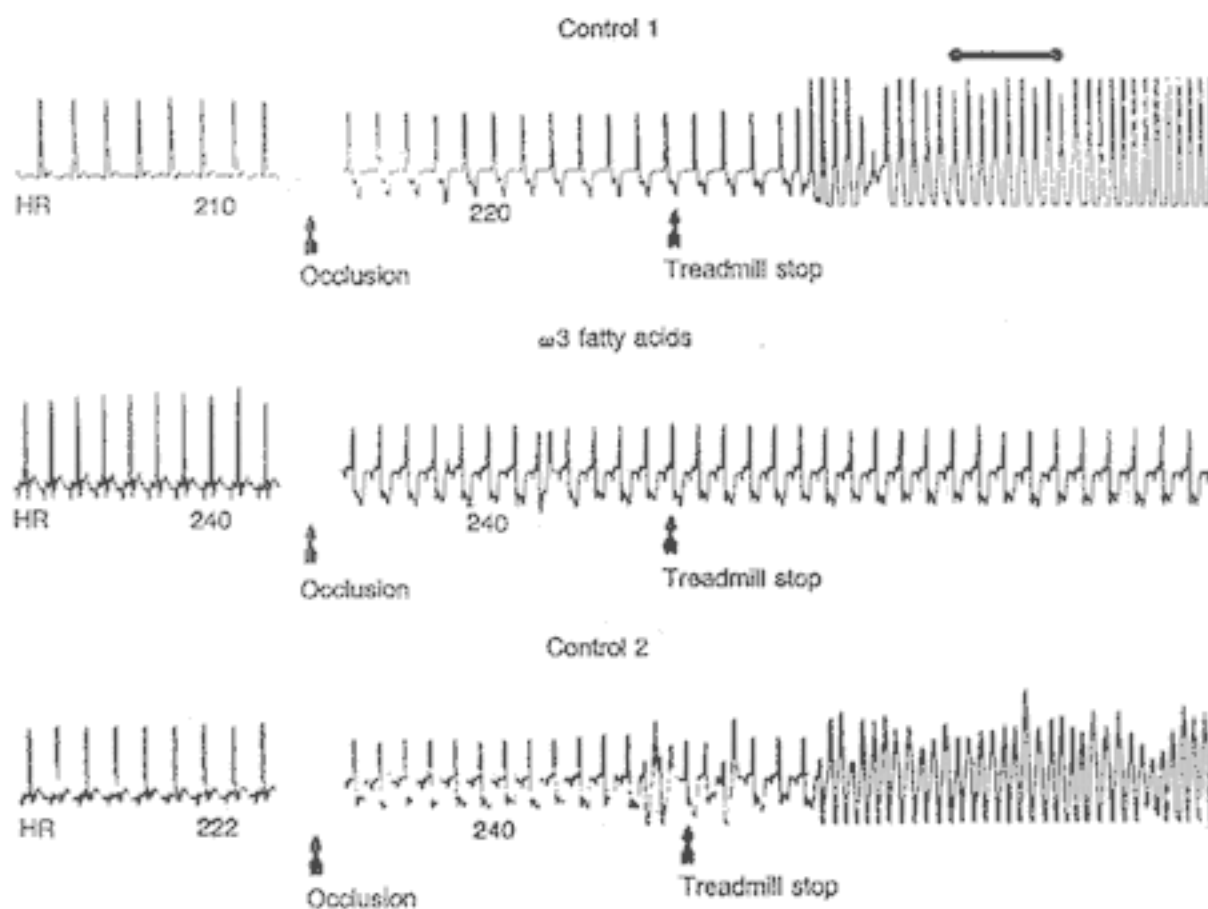 Control 1
HR 210
220
Occlusion
Treadmill stop
ω3 fatty acids
HR 240
240
Occlusion
Treadmill stop
Control 2
HR 222
240
Occlusion
Treadmill stop